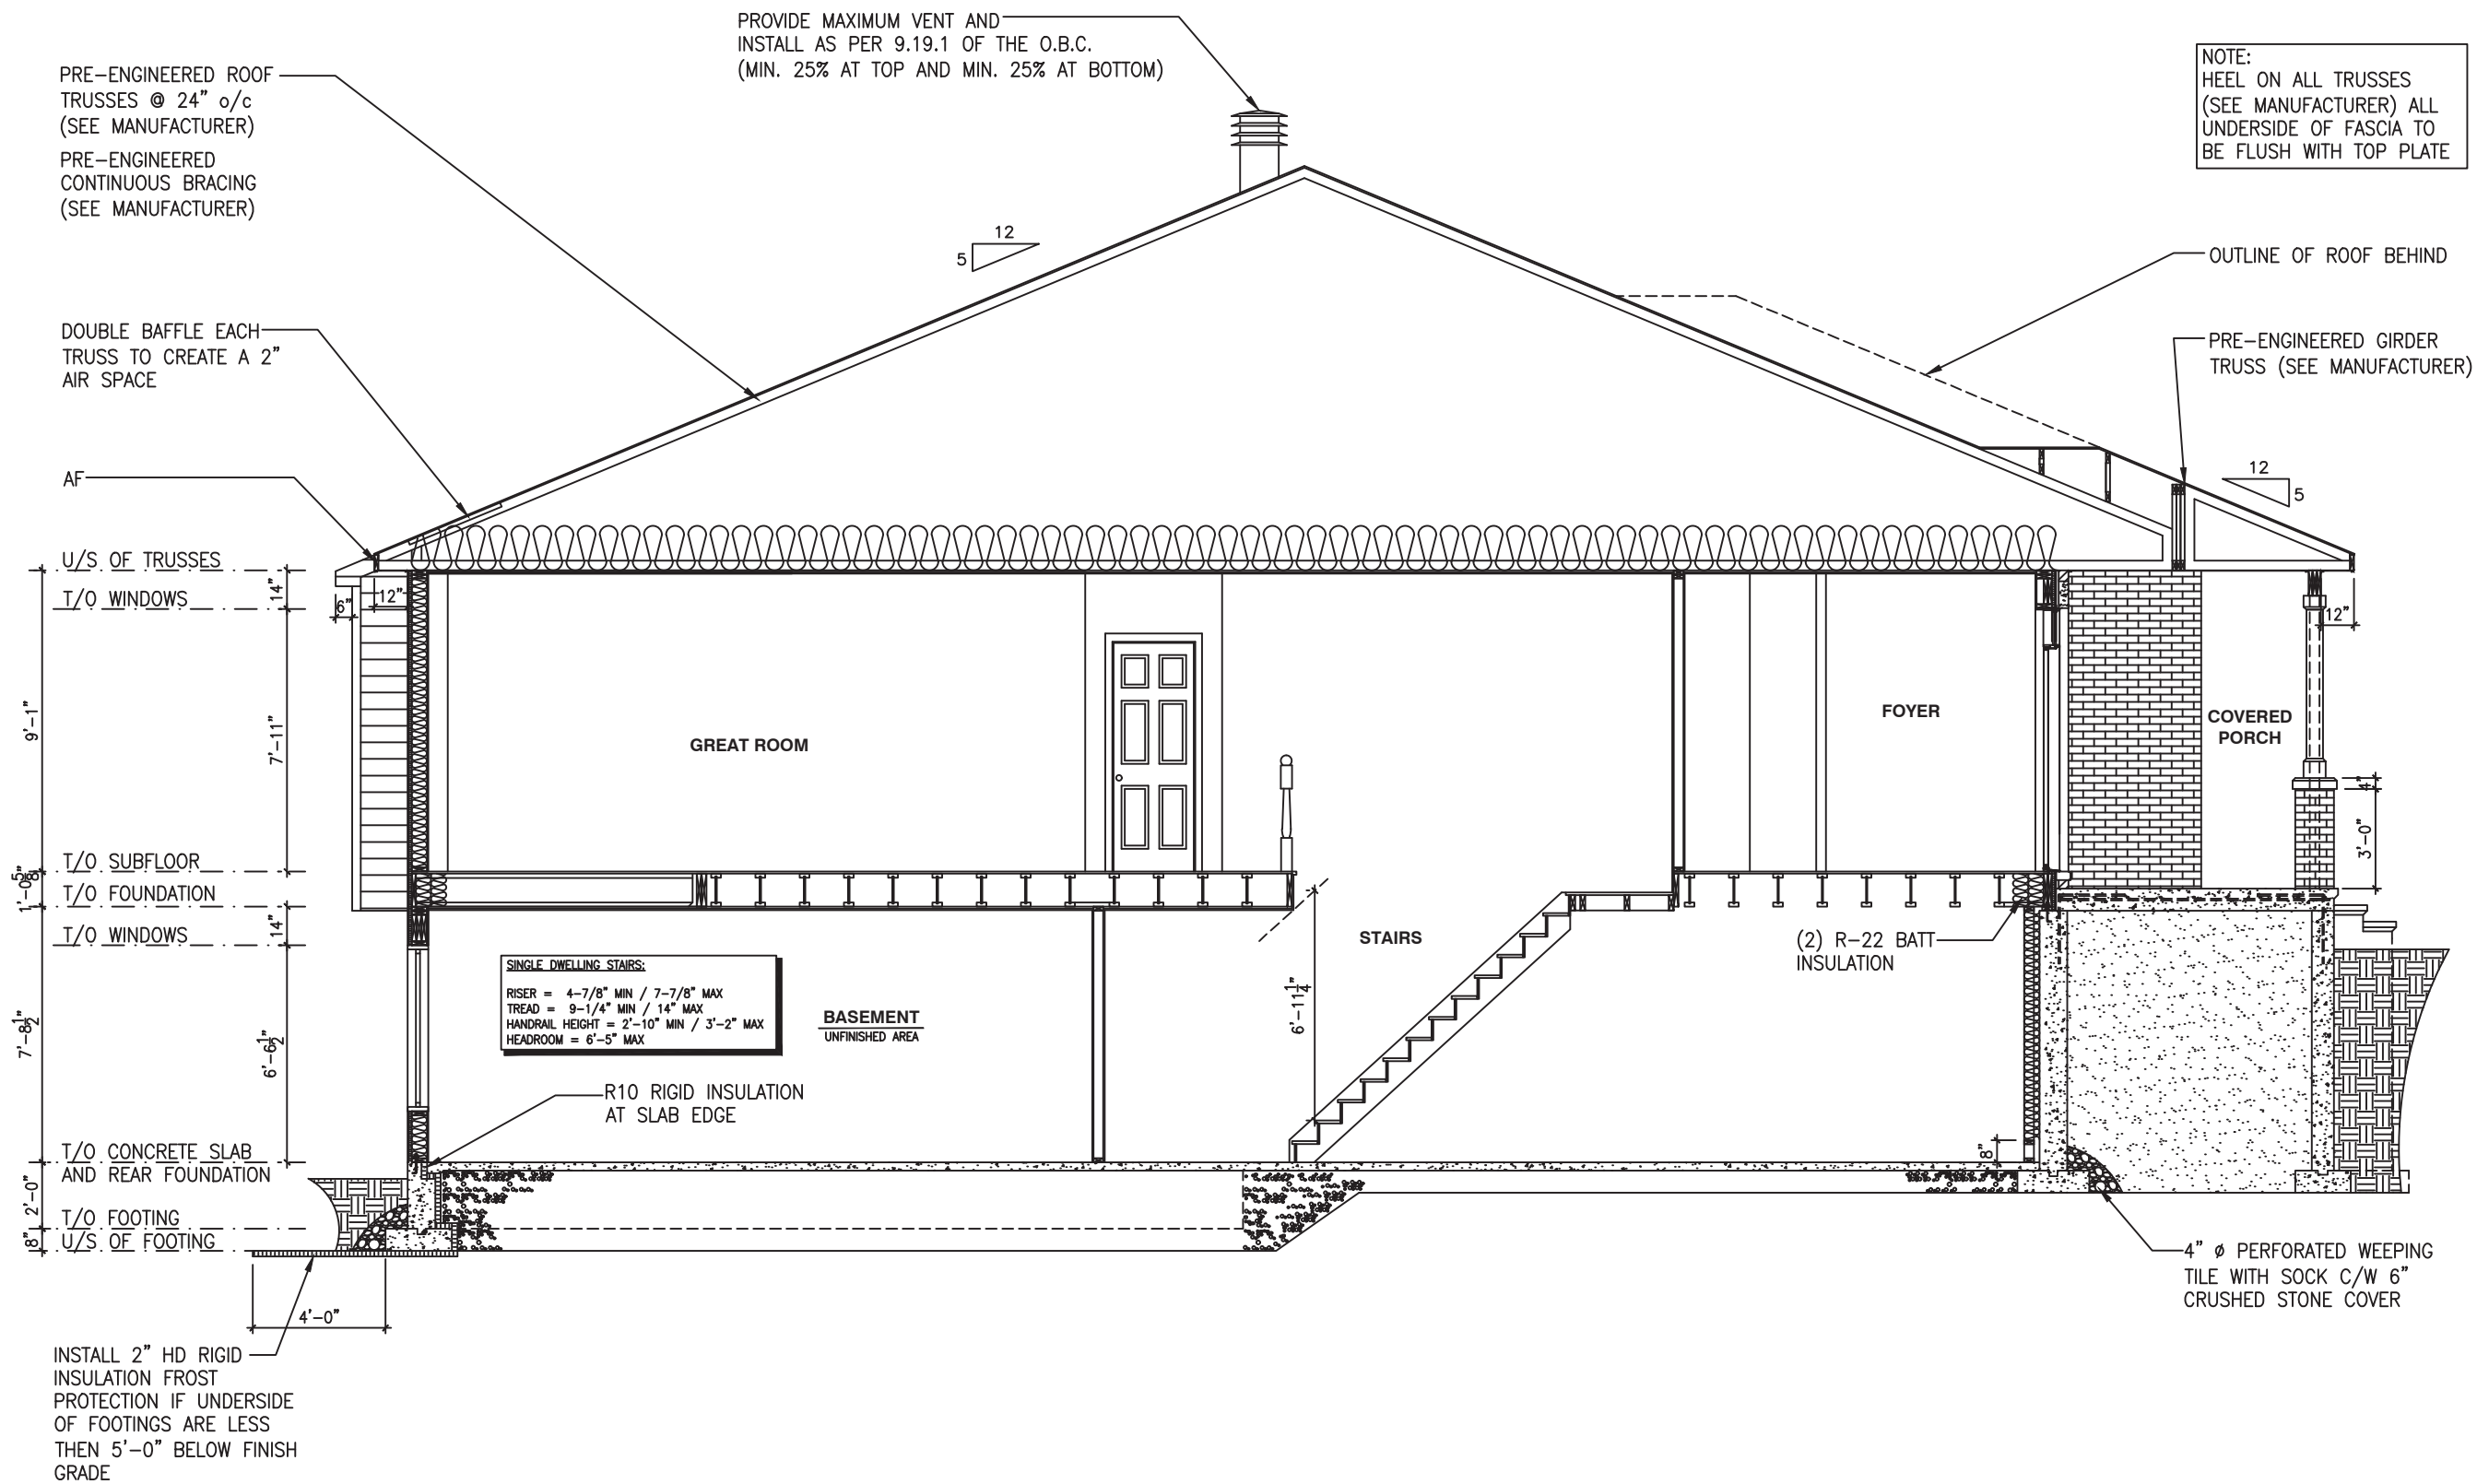 PROVIDE MAXIMUM VENT AND
INSTALL AS PER 9.19.1 OF THE O.B.C.
(MIN. 25% AT TOP AND MIN. 25% AT BOTTOM)
NOTE:
HEEL ON ALL TRUSSES
(SEE MANUFACTURER) ALL
UNDERSIDE OF FASCIA TO
BE FLUSH WITH TOP PLATE
PRE-ENGINEERED ROOF
TRUSSES @ 24" o/c
(SEE MANUFACTURER)
PRE-ENGINEERED
CONTINUOUS BRACING
(SEE MANUFACTURER)
12
5
OUTLINE OF ROOF BEHIND
DOUBLE BAFFLE EACH
TRUSS TO CREATE A 2"
AIR SPACE
PRE-ENGINEERED GIRDER
TRUSS (SEE MANUFACTURER)
AF
12
5
U/S OF TRUSSES
14"
T/O WINDOWS
6"
12"
12"
9'-1"
7'-11"
GREAT ROOM
FOYER
COVERED
PORCH
4"
3'-0"
T/O SUBFLOOR
1'-0 5/8"
T/O FOUNDATION
14"
T/O WINDOWS
STAIRS
(2) R-22 BATT
INSULATION
SINGLE DWELLING STAIRS:
RISER = 4-7/8" MIN / 7-7/8" MAX
TREAD = 9-1/4" MIN / 14" MAX
HANDRAIL HEIGHT = 2'-10" MIN / 3'-2" MAX
HEADROOM = 6'-5" MAX
BASEMENT
UNFINISHED AREA
7'-8 1/2"
6'-6 1/2"
6'-11 1/4"
R10 RIGID INSULATION
AT SLAB EDGE
8"
T/O CONCRETE SLAB
AND REAR FOUNDATION
2'-0"
T/O FOOTING
8"
U/S OF FOOTING
4'-0"
4" ø PERFORATED WEEPING
TILE WITH SOCK C/W 6"
CRUSHED STONE COVER
INSTALL 2" HD RIGID
INSULATION FROST
PROTECTION IF UNDERSIDE
OF FOOTINGS ARE LESS
THEN 5'-0" BELOW FINISH
GRADE